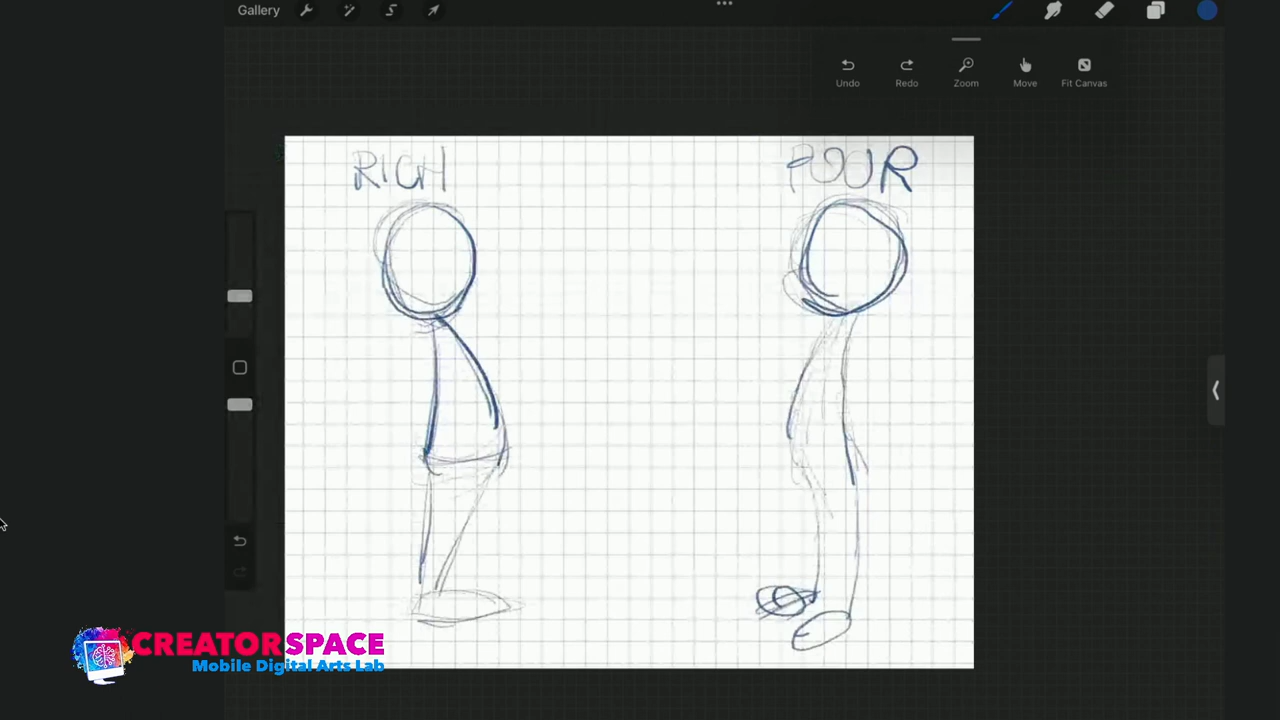 Gallery
Undo Redo Zoom Move Fit Canvas
RICH POOR
CREATORSPACE
Mobile Digital Arts Lab